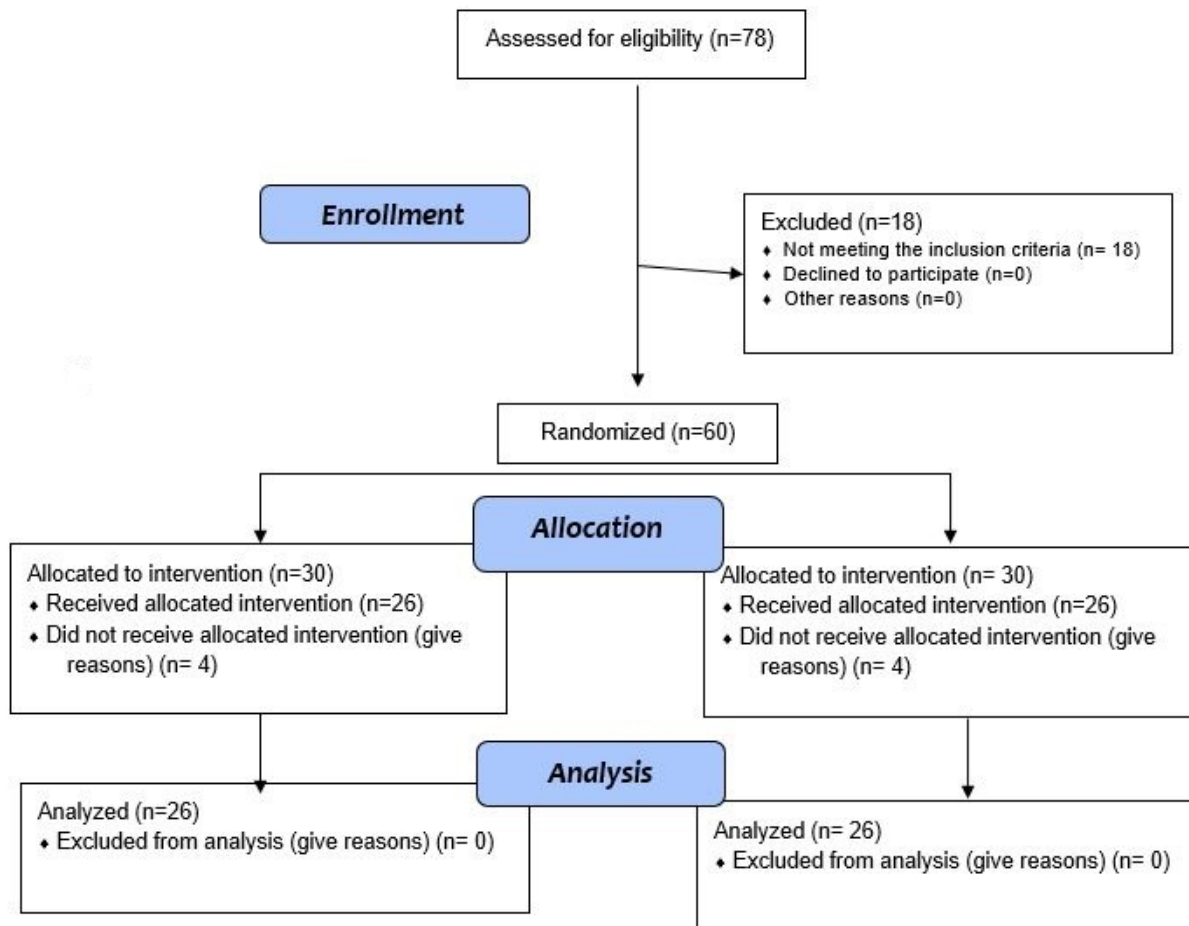 Assessed for eligibility (n=78)
Enrollment
Excluded (n=18)
♦ Not meeting the inclusion criteria (n= 18)
♦ Declined to participate (n=0)
♦ Other reasons (n=0)
Randomized (n=60)
Allocation
Allocated to intervention (n=30)
♦ Received allocated intervention (n=26)
♦ Did not receive allocated intervention (give
reasons) (n= 4)
Allocated to intervention (n= 30)
♦ Received allocated intervention (n=26)
♦ Did not receive allocated intervention (give
reasons) (n= 4)
Analysis
Analyzed (n=26)
♦ Excluded from analysis (give reasons) (n= 0)
Analyzed (n= 26)
♦ Excluded from analysis (give reasons) (n= 0)